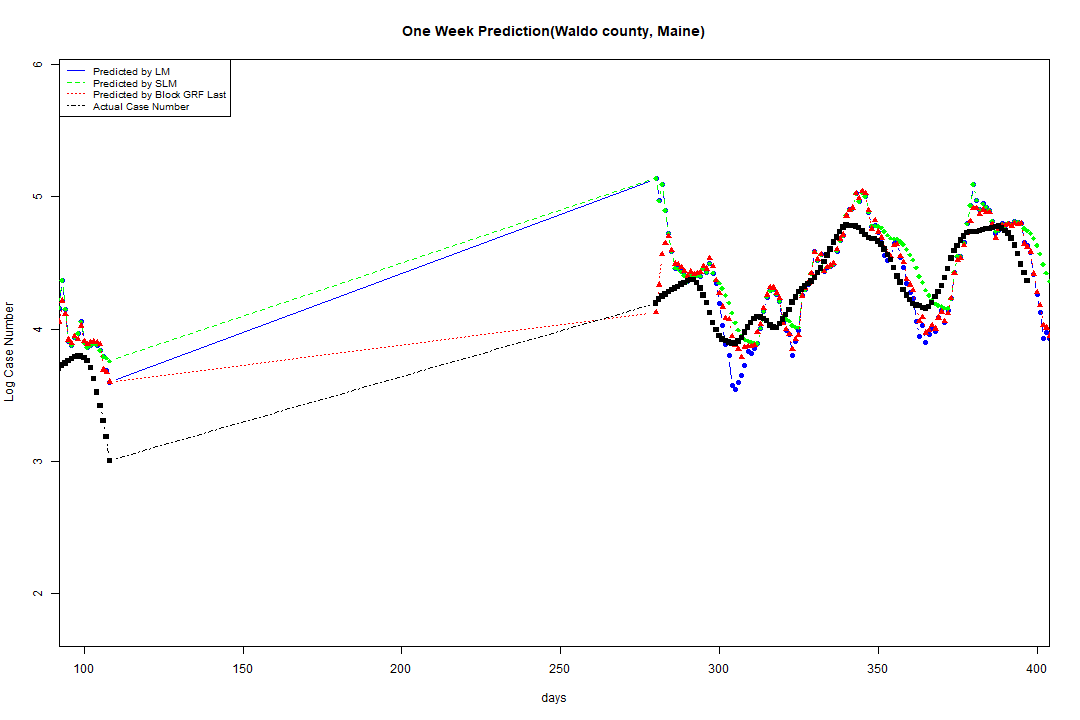 One Week Prediction(Waldo county, Maine)
Predicted by LM
Predicted by SLM
Predicted by Block GRF Last
Actual Case Number
Log Case Number
6
5
4
3
2
100 150 200 250 300 350 400
days